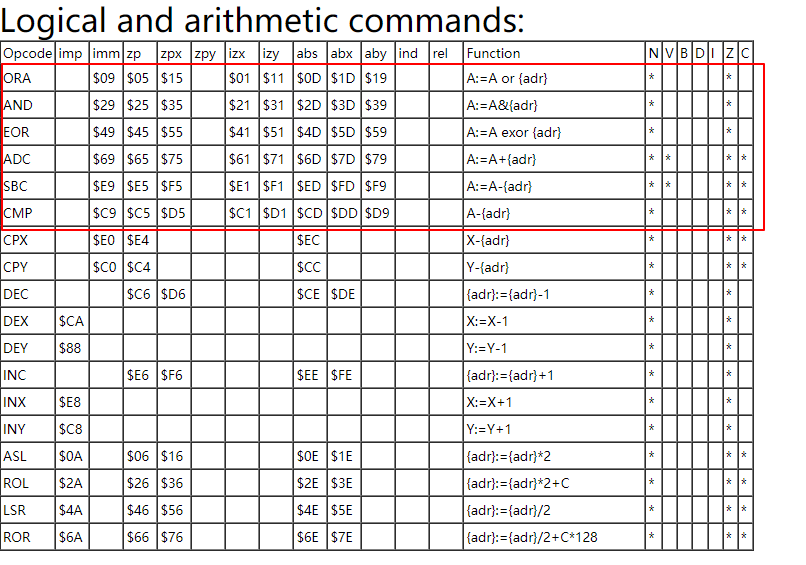 Logical and arithmetic commands:
Opcode imp imm zp zpx zpy izx izy abs abx aby ind rel Function N V B D I Z C
ORA $09 $05 $15 $01 $11 $0D $1D $19 A:=A or {adr} * *
AND $29 $25 $35 $21 $31 $2D $3D $39 A:=A&{adr} * *
EOR $49 $45 $55 $41 $51 $4D $5D $59 A:=A exor {adr} * *
ADC $69 $65 $75 $61 $71 $6D $7D $79 A:=A+{adr} * * * *
SBC $E9 $E5 $F5 $E1 $F1 $ED $FD $F9 A:=A-{adr} * * * *
CMP $C9 $C5 $D5 $C1 $D1 $CD $DD $D9 A-{adr} * * *
CPX $E0 $E4 $EC X-{adr} * * *
CPY $C0 $C4 $CC Y-{adr} * * *
DEC $C6 $D6 $CE $DE {adr}:={adr}-1 * *
DEX $CA X:=X-1 * *
DEY $88 Y:=Y-1 * *
INC $E6 $F6 $EE $FE {adr}:={adr}+1 * *
INX $E8 X:=X+1 * *
INY $C8 Y:=Y+1 * *
ASL $0A $06 $16 $0E $1E {adr}:={adr}*2 * * *
ROL $2A $26 $36 $2E $3E {adr}:={adr}*2+C * * *
LSR $4A $46 $56 $4E $5E {adr}:={adr}/2 * * *
ROR $6A $66 $76 $6E $7E {adr}:={adr}/2+C*128 * * *